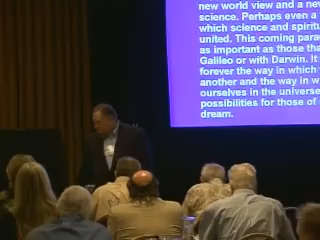 new world view and a new
science. Perhaps even a
which science and spiritu
united. This coming para
as important as those tha
Galileo or with Darwin. It
forever the way in which
another and the way in w
ourselves in the universe
possibilities for those of
dream.